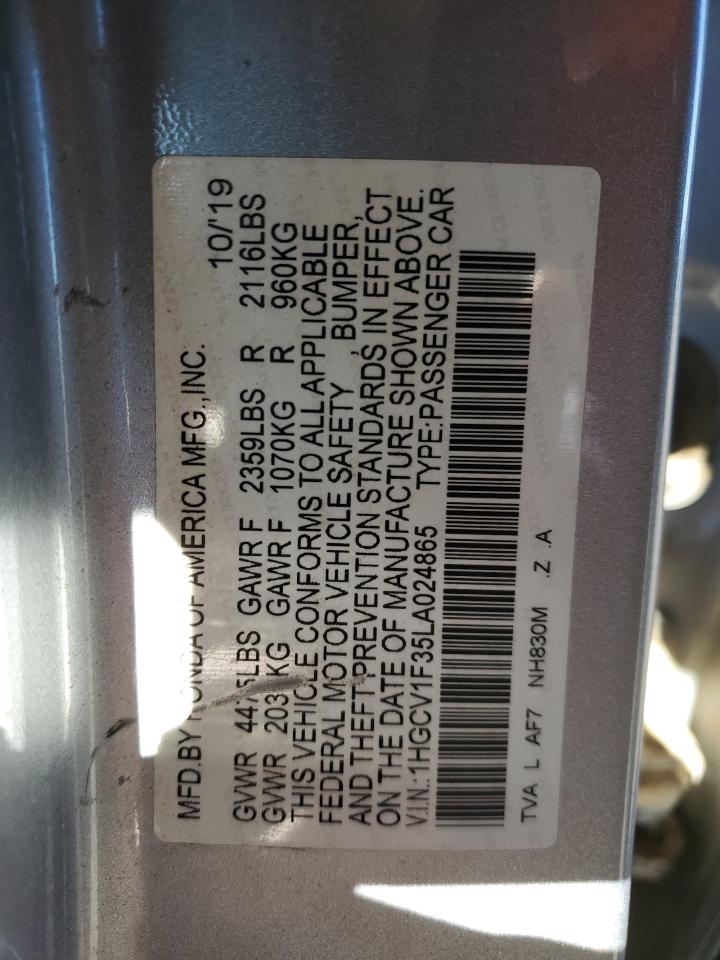 MFD.BY HONDA OF AMERICA MFG.,INC. 10/'19
GVWR 4475LBS GAWR F 2359LBS R 2116LBS
GVWR 2030KG GAWR F 1070KG R 960KG
THIS VEHICLE CONFORMS TO ALL APPLICABLE
FEDERAL MOTOR VEHICLE SAFETY , BUMPER,
AND THEFT PREVENTION STANDARDS IN EFFECT
ON THE DATE OF MANUFACTURE SHOWN ABOVE.
V.I.N.:1HGCV1F35LA024865 TYPE:PASSENGER CAR
TVA L AF7 NH830M .Z .A